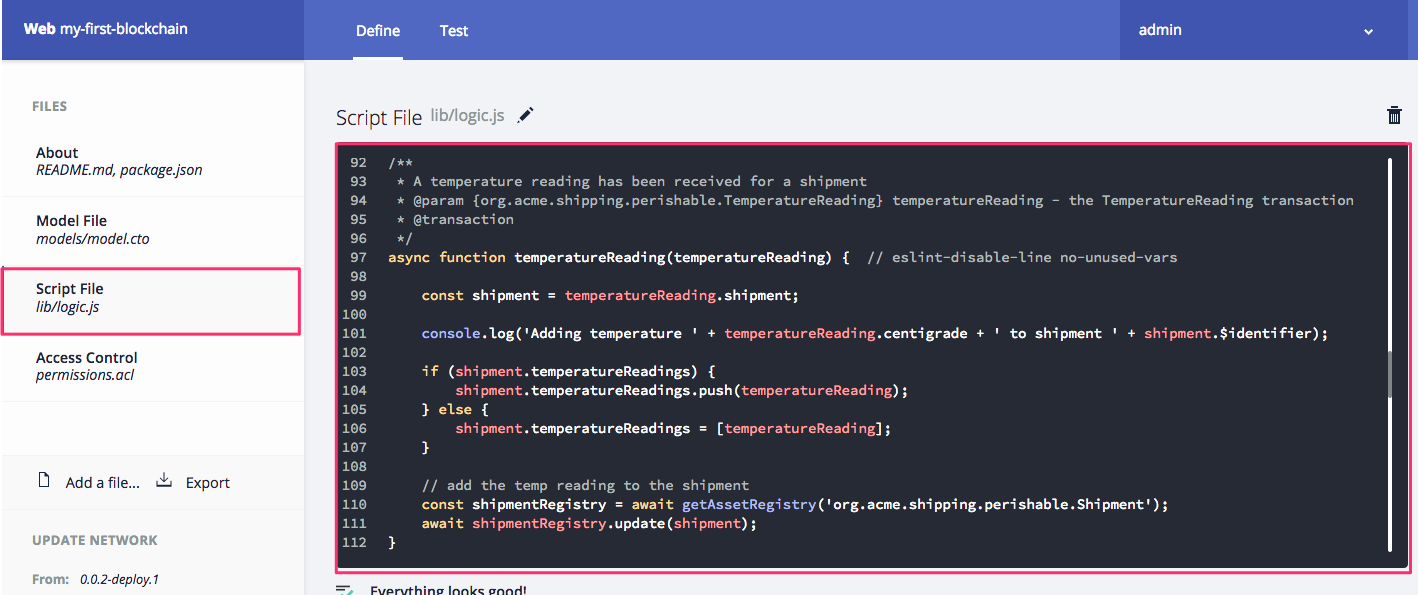 Web my-first-blockchain
Define
Test
admin
FILES
About
README.md, package.json
Model File
models/model.cto
Script File
lib/logic.js
Access Control
permissions.acl
Add a file...
Export
UPDATE NETWORK
From: 0.0.2-deploy.1
Script File lib/logic.js
92 /**
93  * A temperature reading has been received for a shipment
94  * @param {org.acme.shipping.perishable.TemperatureReading} temperatureReading - the TemperatureReading transaction
95  * @transaction
96  */
97 async function temperatureReading(temperatureReading) {  // eslint-disable-line no-unused-vars
98
99     const shipment = temperatureReading.shipment;
100
101     console.log('Adding temperature ' + temperatureReading.centigrade + ' to shipment ' + shipment.$identifier);
102
103     if (shipment.temperatureReadings) {
104         shipment.temperatureReadings.push(temperatureReading);
105     } else {
106         shipment.temperatureReadings = [temperatureReading];
107     }
108
109     // add the temp reading to the shipment
110     const shipmentRegistry = await getAssetRegistry('org.acme.shipping.perishable.Shipment');
111     await shipmentRegistry.update(shipment);
112 }
Everything looks good!